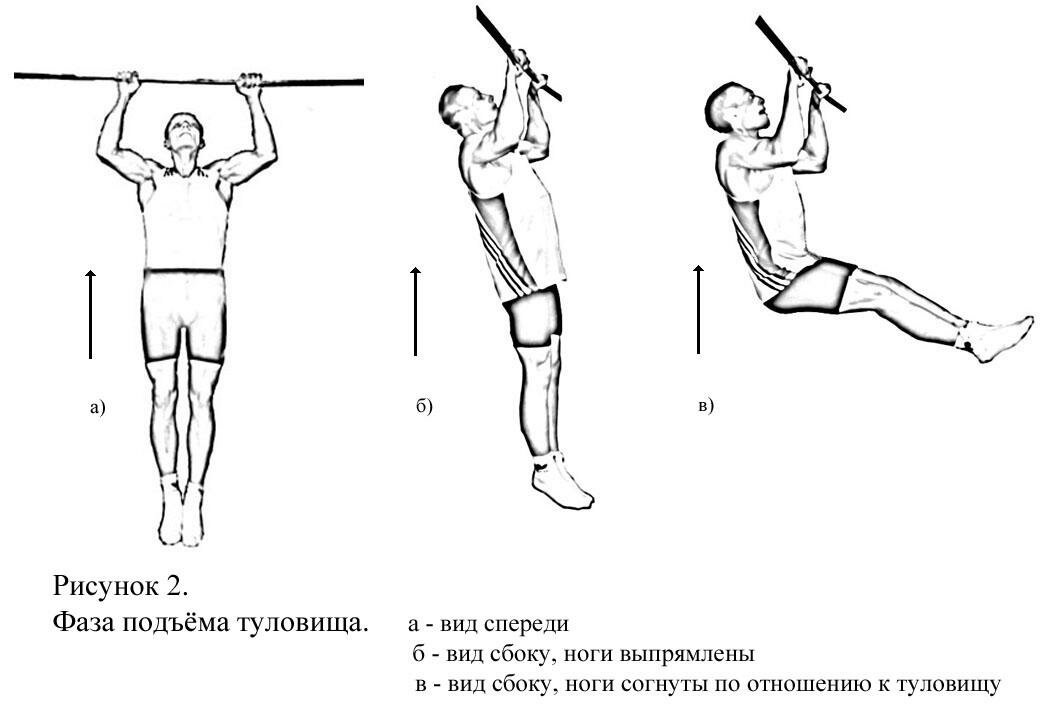 а)
б)
в)
Рисунок 2.
Фаза подъёма туловища.
а - вид спереди
б - вид сбоку, ноги выпрямлены
в - вид сбоку, ноги согнуты по отношению к туловищу